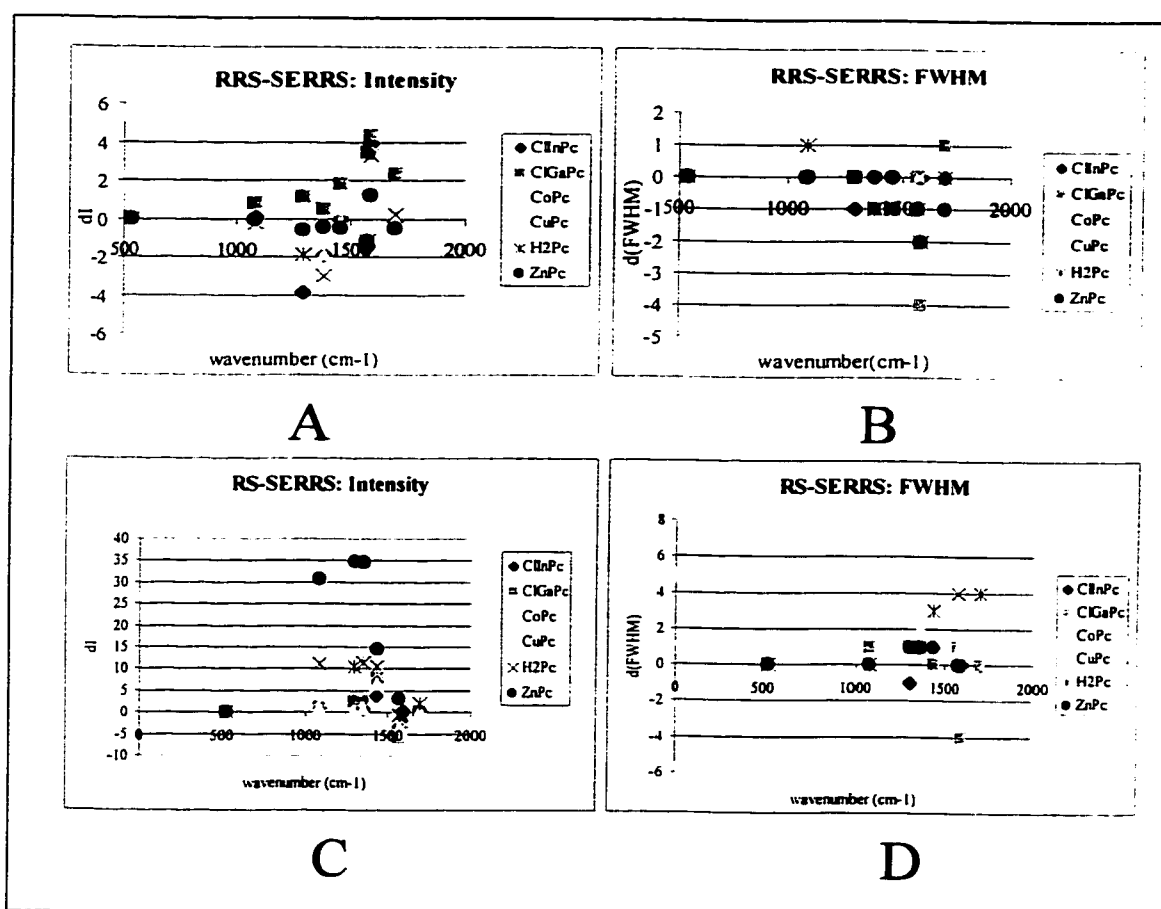 RRS-SERRS: Intensity
6
4
2
0
-2
-4
-6
500
1000
1500
2000
dI
wavenumber (cm-1)
ClInPc
ClGaPc
CoPc
CuPc
H2Pc
ZnPc
A
RRS-SERRS: FWHM
2
1
0
-1
-2
-3
-4
-5
500
1000
1500
2000
d(FWHM)
wavenumber(cm-1)
ClInPc
ClGaPc
CoPc
CuPc
H2Pc
ZnPc
B
RS-SERRS: Intensity
40
35
30
25
20
15
10
5
0
-5
-10
0
500
1000
1500
2000
dI
wavenumber (cm-1)
ClInPc
ClGaPc
CoPc
CuPc
H2Pc
ZnPc
C
RS-SERRS: FWHM
8
6
4
2
0
-2
-4
-6
0
500
1000
1500
2000
d(FWHM)
wavenumber (cm-1)
ClInPc
ClGaPc
CoPc
CuPc
H2Pc
ZnPc
D